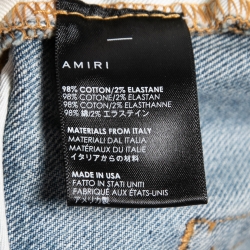 AMIRI
98% COTTON/2% ELASTANE
98% COTONE/2% ELASTAN
98% COTON/2% ELASTHANNE
98% 綿/2% エラステイン
MATERIALS FROM ITALY
MATERIALI DAL ITALIA
MATÉRIAUX DU ITALIE
イタリアからの材料
MADE IN USA
FATTO IN STATI UNITI
FABRIQUÉ AUX ÉTATS-UNIS
アメリカ製